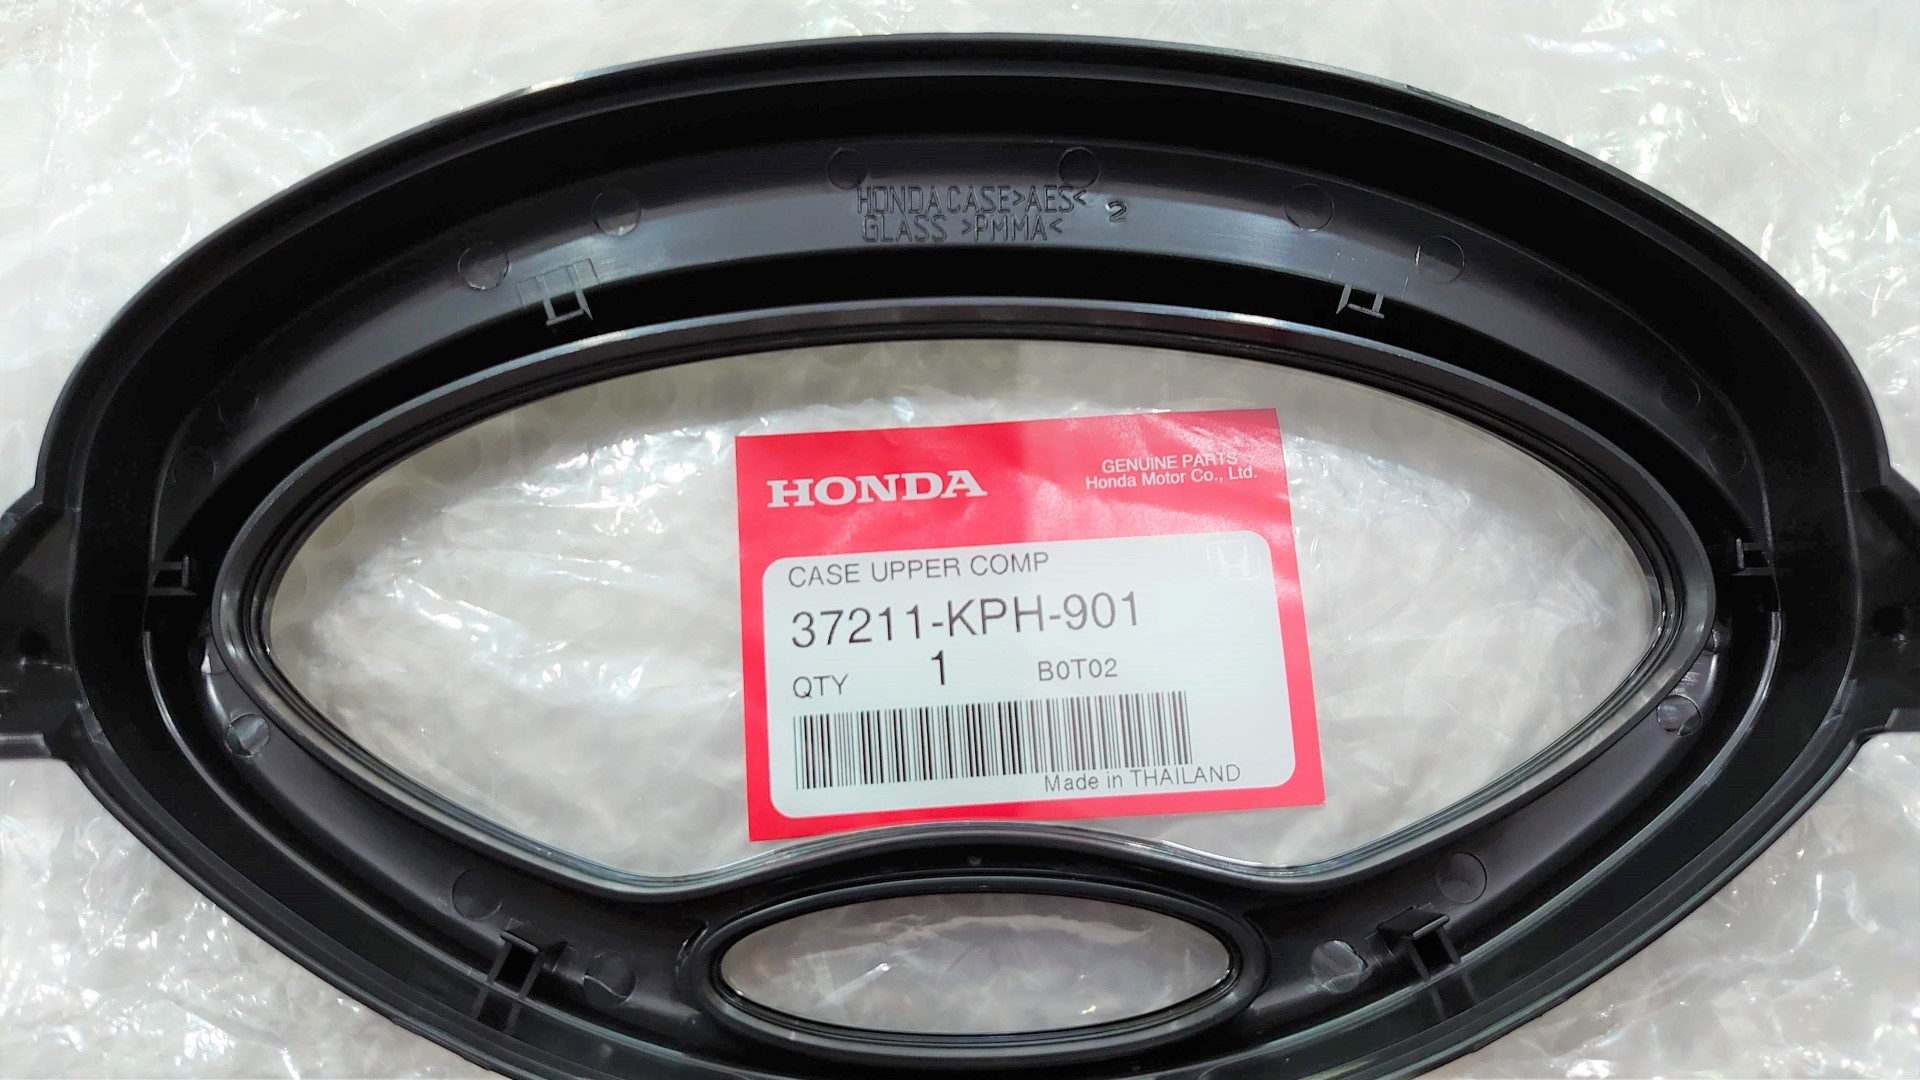 HONDA CASE>AES<
2
GLASS >PMMA<
HONDA
GENUINE PARTS
Honda Motor Co., Ltd.
CASE UPPER COMP
37211-KPH-901
QTY 1 B0T02
Made in THAILAND